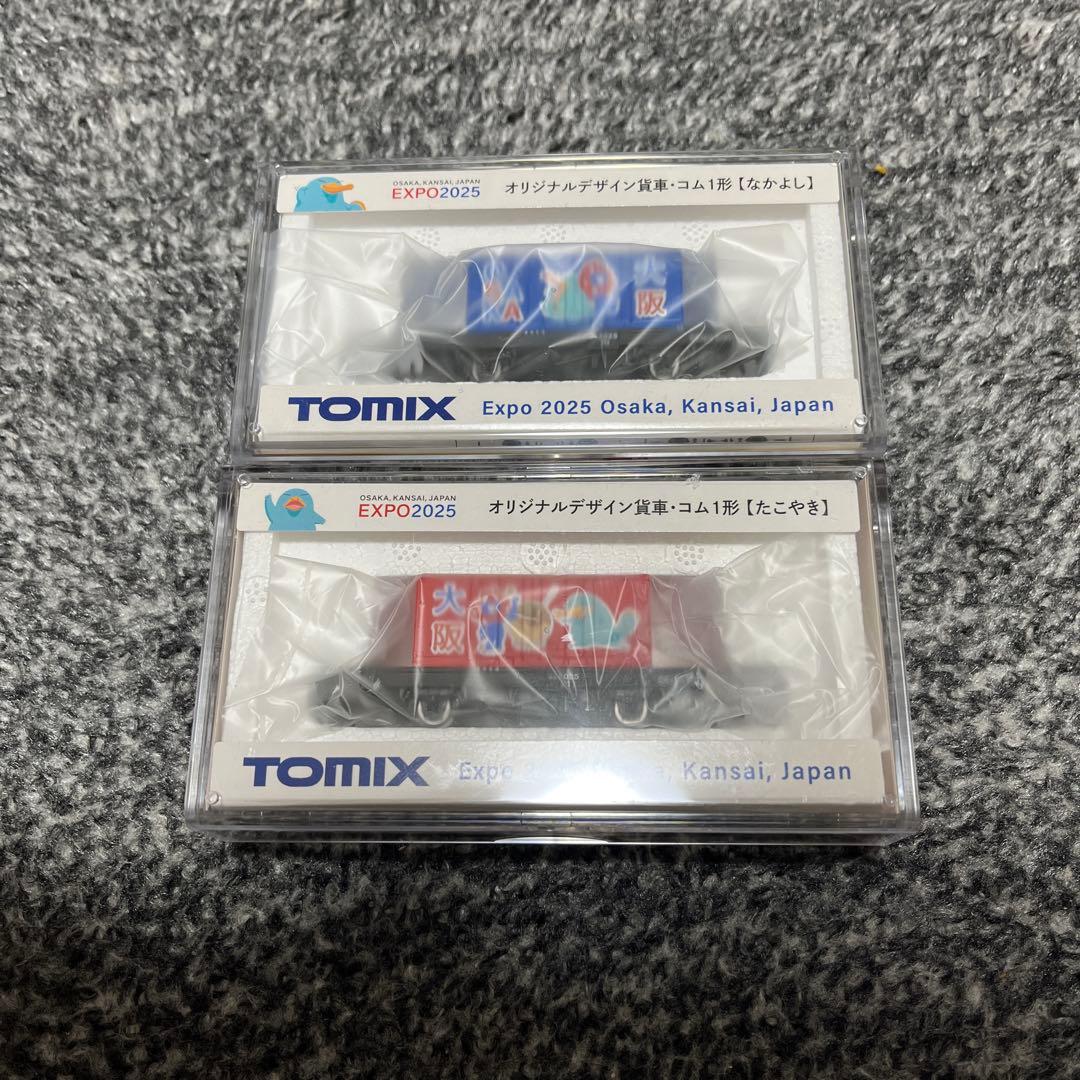 OSAKA, KANSAI, JAPAN
EXPO2025
オリジナルデザイン貨車・コム1形【なかよし】
大
阪
TOMIX Expo 2025 Osaka, Kansai, Japan
OSAKA, KANSAI, JAPAN
EXPO2025
オリジナルデザイン貨車・コム1形【たこやき】
大
阪
TOMIX Expo Kansai, Japan